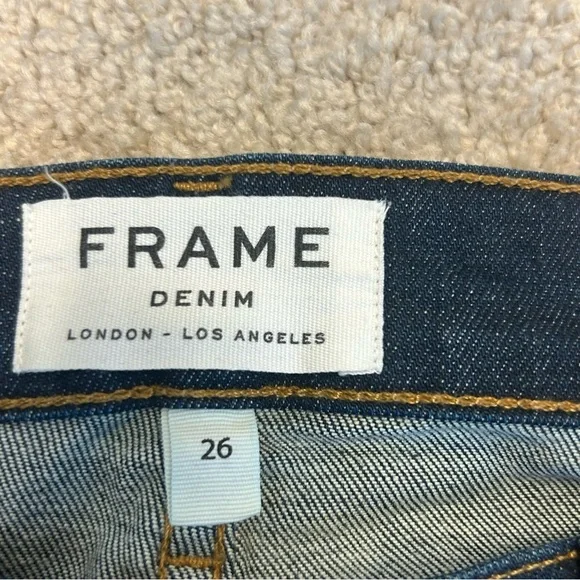 FRAME
DENIM
LONDON - LOS ANGELES
26